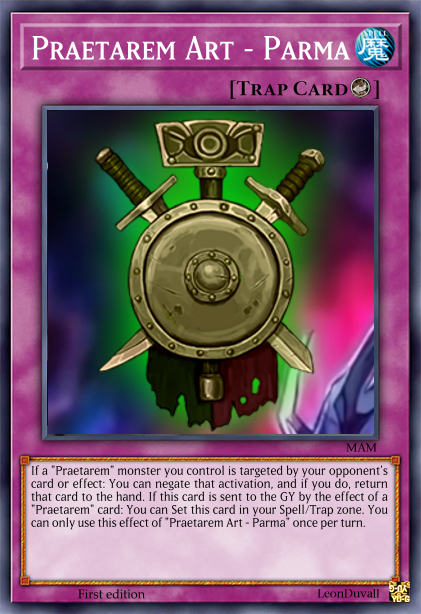 PRAETAREM ART - PARMA
SPELL
魔
[TRAP CARD]
MAM
If a "Praetarem" monster you control is targeted by your opponent's
card or effect: You can negate that activation, and if you do, return
that card to the hand. If this card is sent to the GY by the effect of a
"Praetarem" card: You can Set this card in your Spell/Trap zone. You
can only use this effect of "Praetarem Art - Parma" once per turn.
First edition
LeonDuvall